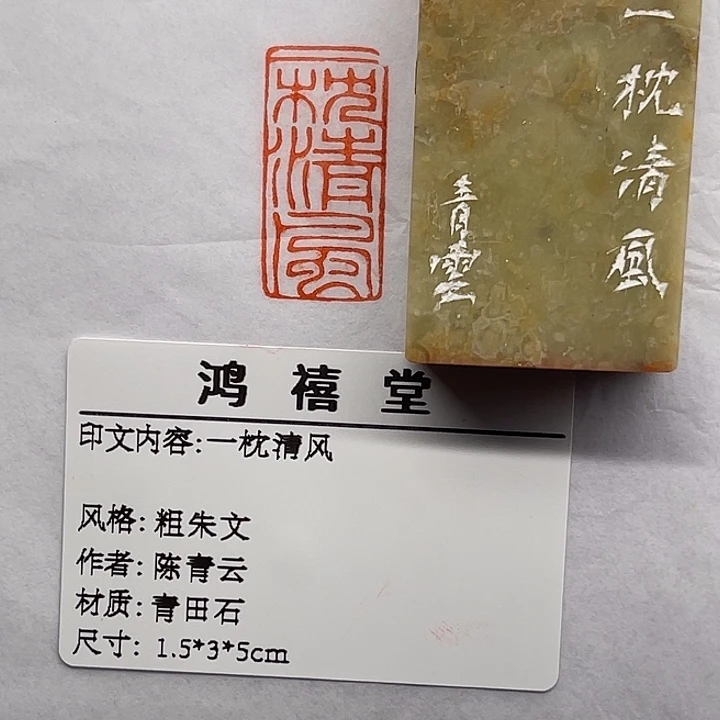 一枕清風
一枕清風
青雲
鸿禧堂
印文内容:一枕清风
风格:粗朱文
作者:陈青云
材质:青田石
尺寸:1.5*3*5cm